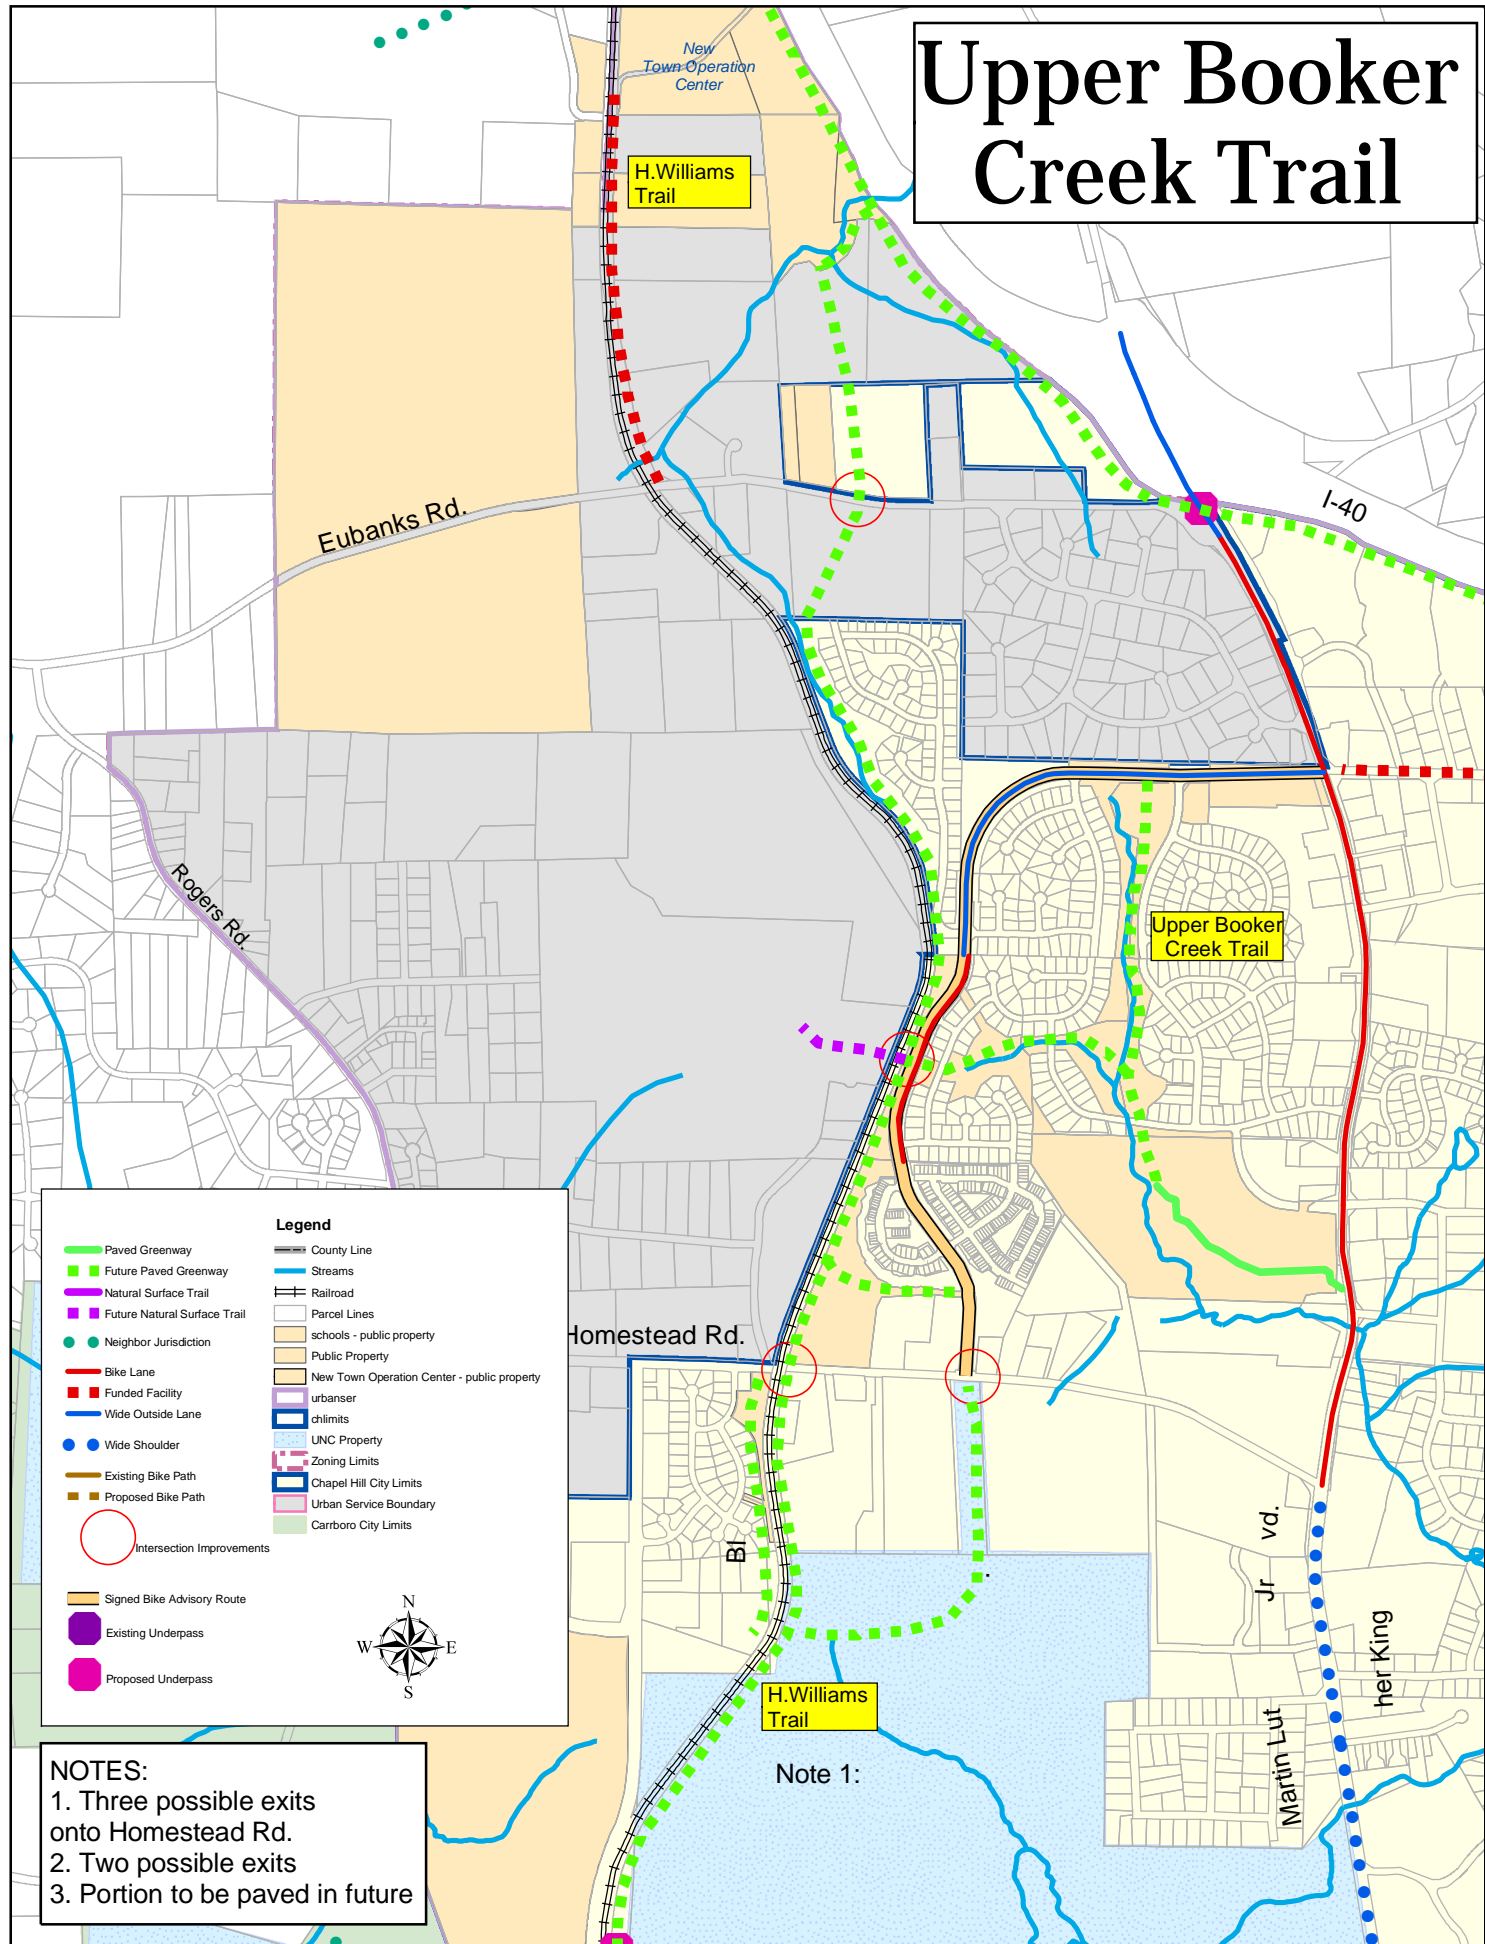 Upper Booker
Creek Trail
New
Town Operation
Center
H.Williams
Trail
Eubanks Rd.
I-40
Rogers Rd.
Upper Booker
Creek Trail
Homestead Rd.
Bl
.
Jr
vd.
her King
Martin Lut
H.Williams
Trail
Note 1:
Legend
Paved Greenway
Future Paved Greenway
Natural Surface Trail
Future Natural Surface Trail
Neighbor Jurisdiction
Bike Lane
Funded Facility
Wide Outside Lane
Wide Shoulder
Existing Bike Path
Proposed Bike Path
Intersection Improvements
Signed Bike Advisory Route
Existing Underpass
Proposed Underpass
County Line
Streams
Railroad
Parcel Lines
schools - public property
Public Property
New Town Operation Center - public property
urbanser
chlimits
UNC Property
Zoning Limits
Chapel Hill City Limits
Urban Service Boundary
Carrboro City Limits
N
W
E
S
NOTES:
1. Three possible exits
onto Homestead Rd.
2. Two possible exits
3. Portion to be paved in future